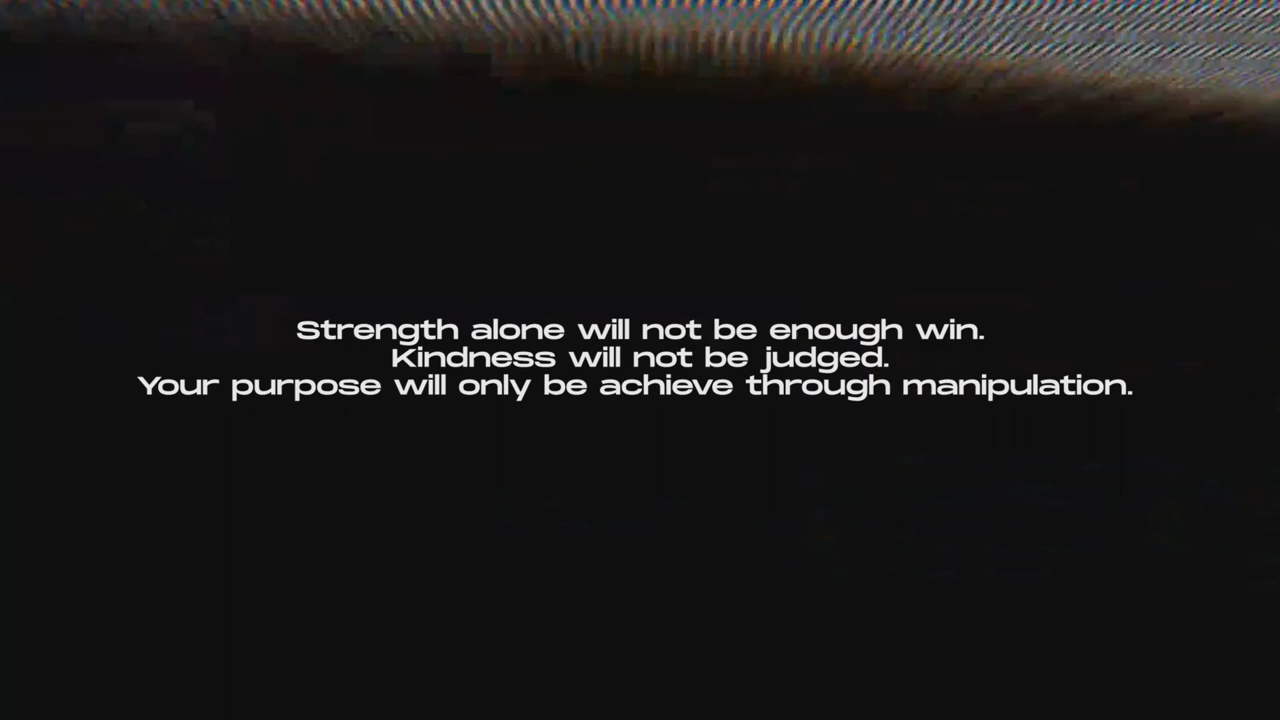 Strength alone will not be enough win.
Kindness will not be judged.
Your purpose will only be achieve through manipulation.